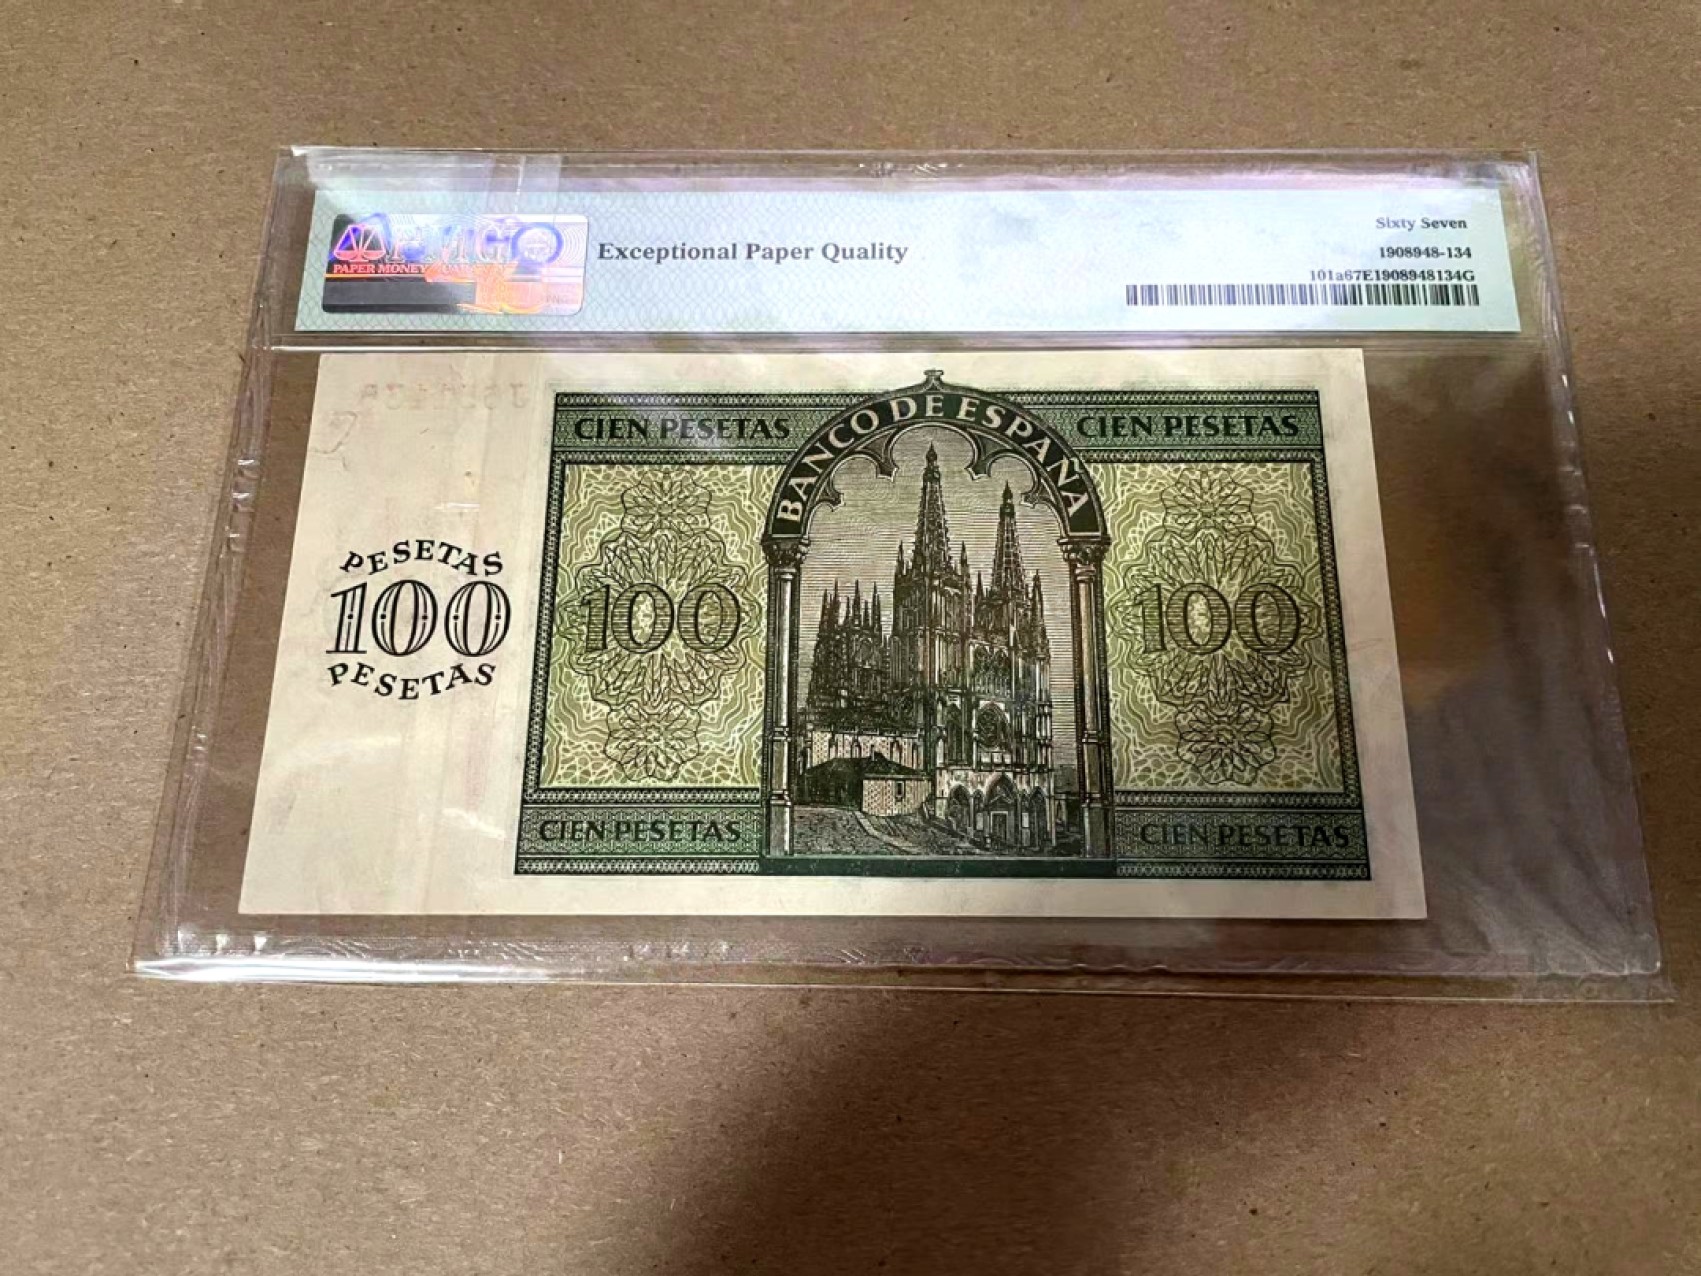 PMG
PAPER MONEY GUARANTY
Exceptional Paper Quality
Sixty Seven
1908948-134
101a67E1908948134G
BANCO DE ESPAÑA
CIEN PESETAS
CIEN PESETAS
PESETAS
100
PESETAS
100
100
CIEN PESETAS
CIEN PESETAS